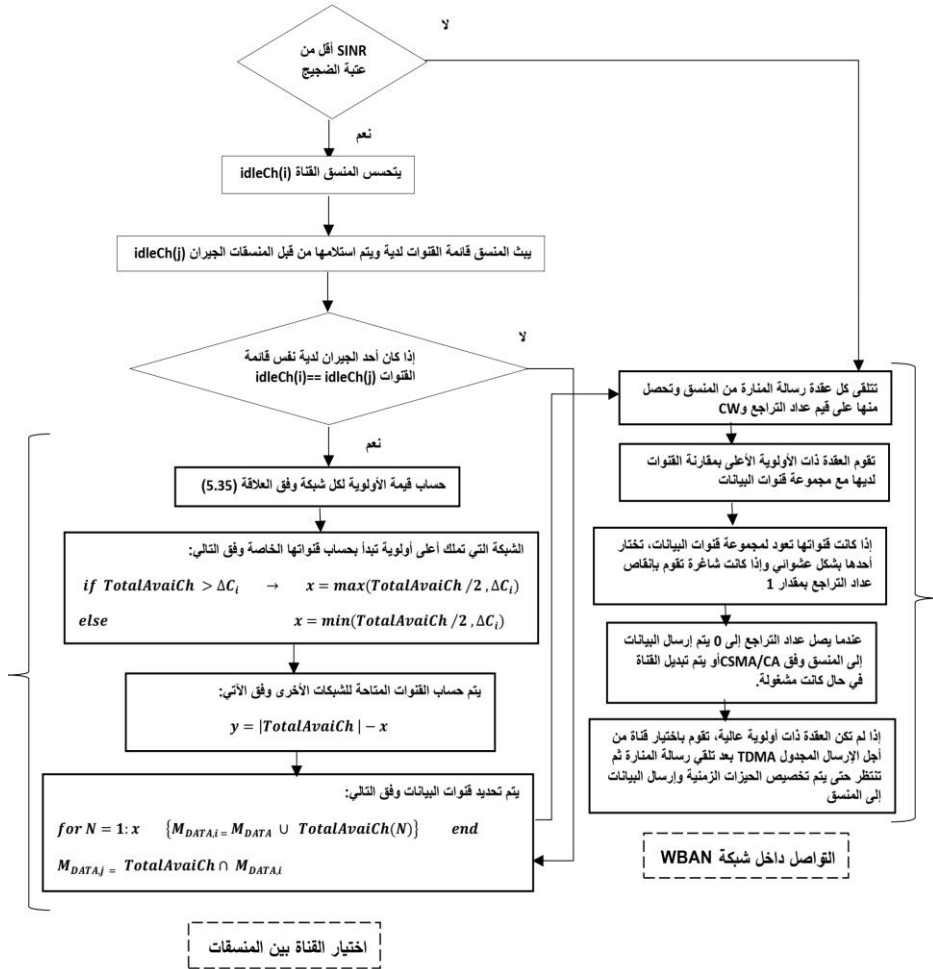 لا
SINR أقل من
عتبة الضجيج
نعم
يتحسس المنسق القناة idleCh(i)
يبث المنسق قائمة القنوات لدية ويتم استلامها من قبل المنسقات الجيران idleCh(j)
لا
إذا كان أحد الجيران لدية نفس قائمة
القنوات idleCh(i)== idleCh(j)
نعم
حساب قيمة الأولوية لكل شبكة وفق العلاقة (5.35)
الشبكة التي تملك أعلى أولوية تبدأ بحساب قنواتها الخاصة وفق التالي:
if TotalAvaiCh > ΔC_i → x = max(TotalAvaiCh /2 , ΔC_i)
else x = min(TotalAvaiCh /2 , ΔC_i)
يتم حساب القنوات المتاحة للشبكات الأخرى وفق الآتي:
y = |TotalAvaiCh | − x
يتم تحديد قنوات البيانات وفق التالي:
for N = 1: x {M_DATA,i = M_DATA ∪ TotalAvaiCh(N)} end
M_DATA,j = TotalAvaiCh ∩ M_DATA,i
اختيار القناة بين المنسقات
تتلقى كل عقدة رسالة المنارة من المنسق وتحصل
منها على قيم عداد التراجع وCW
تقوم العقدة ذات الأولوية الأعلى بمقارنة القنوات
لديها مع مجموعة قنوات البيانات
إذا كانت قنواتها تعود لمجموعة قنوات البيانات، تختار
أحدها بشكل عشوائي وإذا كانت شاغرة تقوم بإنقاص
عداد التراجع بمقدار 1
عندما يصل عداد التراجع إلى 0 يتم إرسال البيانات
إلى المنسق وفق CSMA/CAأو يتم تبديل القناة
في حال كانت مشغولة.
إذا لم تكن العقدة ذات أولوية عالية، تقوم باختيار قناة من
أجل الإرسال المجدول TDMA بعد تلقي رسالة المنارة ثم
تنتظر حتى يتم تخصيص الحيزات الزمنية وإرسال البيانات
إلى المنسق
التواصل داخل شبكة WBAN